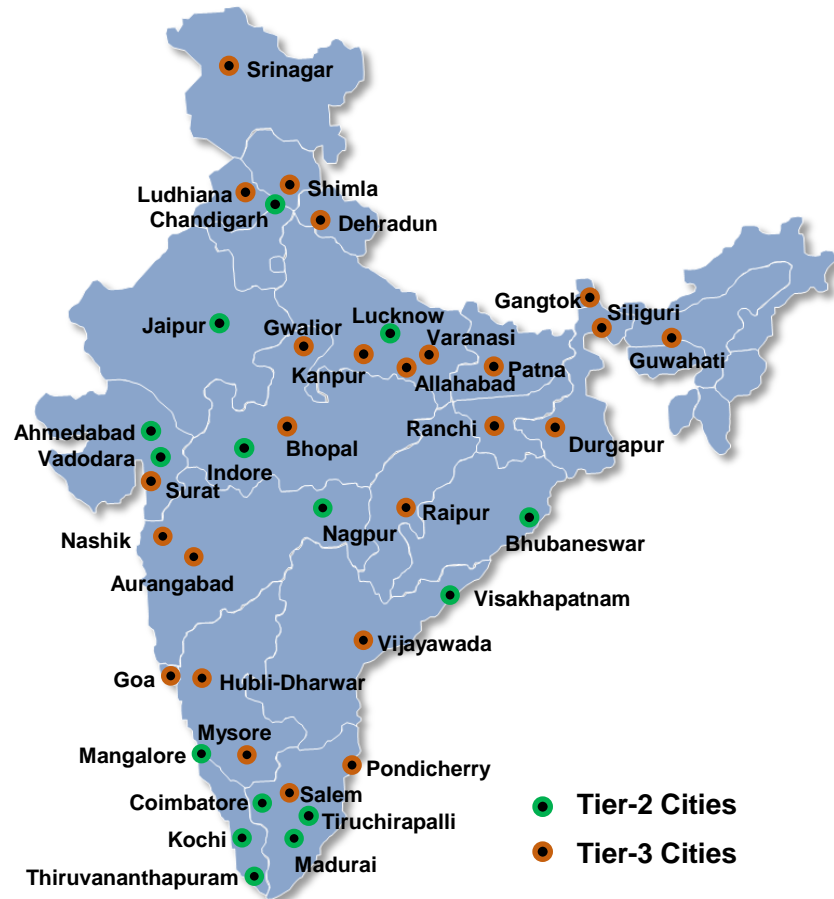 Srinagar
Shimla
Ludhiana
Chandigarh
Dehradun
Gangtok
Siliguri
Lucknow
Jaipur
Gwalior
Varanasi
Guwahati
Kanpur
Patna
Allahabad
Ahmedabad
Ranchi
Bhopal
Durgapur
Vadodara
Indore
Surat
Raipur
Nagpur
Nashik
Bhubaneswar
Aurangabad
Visakhapatnam
Vijayawada
Goa
Hubli-Dharwar
Mysore
Mangalore
Pondicherry
Salem
Coimbatore
Tier-2 Cities
Tiruchirapalli
Kochi
Tier-3 Cities
Madurai
Thiruvananthapuram